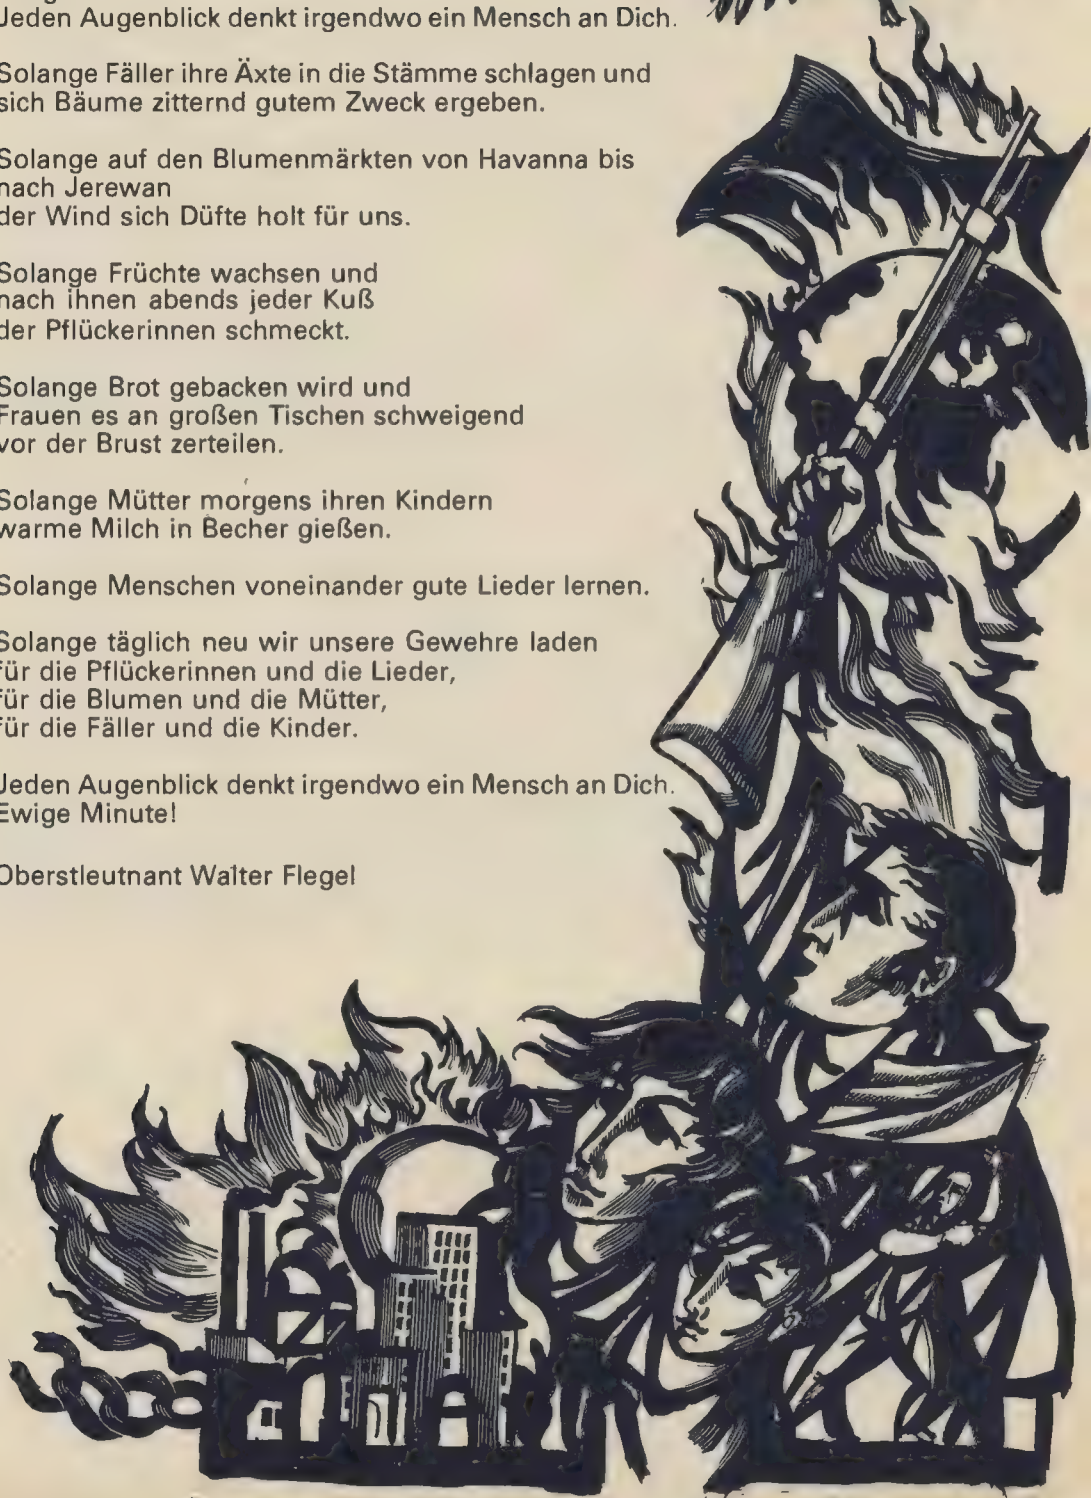 Jeden Augenblick denkt irgendwo ein Mensch an Dich.
Solange Fäller ihre Äxte in die Stämme schlagen und
sich Bäume zitternd gutem Zweck ergeben.
Solange auf den Blumenmärkten von Havanna bis
nach Jerewan
der Wind sich Düfte holt für uns.
Solange Früchte wachsen und
nach ihnen abends jeder Kuß
der Pflückerinnen schmeckt.
Solange Brot gebacken wird und
Frauen es an großen Tischen schweigend
vor der Brust zerteilen.
Solange Mütter morgens ihren Kindern
warme Milch in Becher gießen.
Solange Menschen voneinander gute Lieder lernen.
Solange täglich neu wir unsere Gewehre laden
für die Pflückerinnen und die Lieder,
für die Blumen und die Mütter,
für die Fäller und die Kinder.
Jeden Augenblick denkt irgendwo ein Mensch an Dich.
Ewige Minute!
Oberstleutnant Walter Flegel